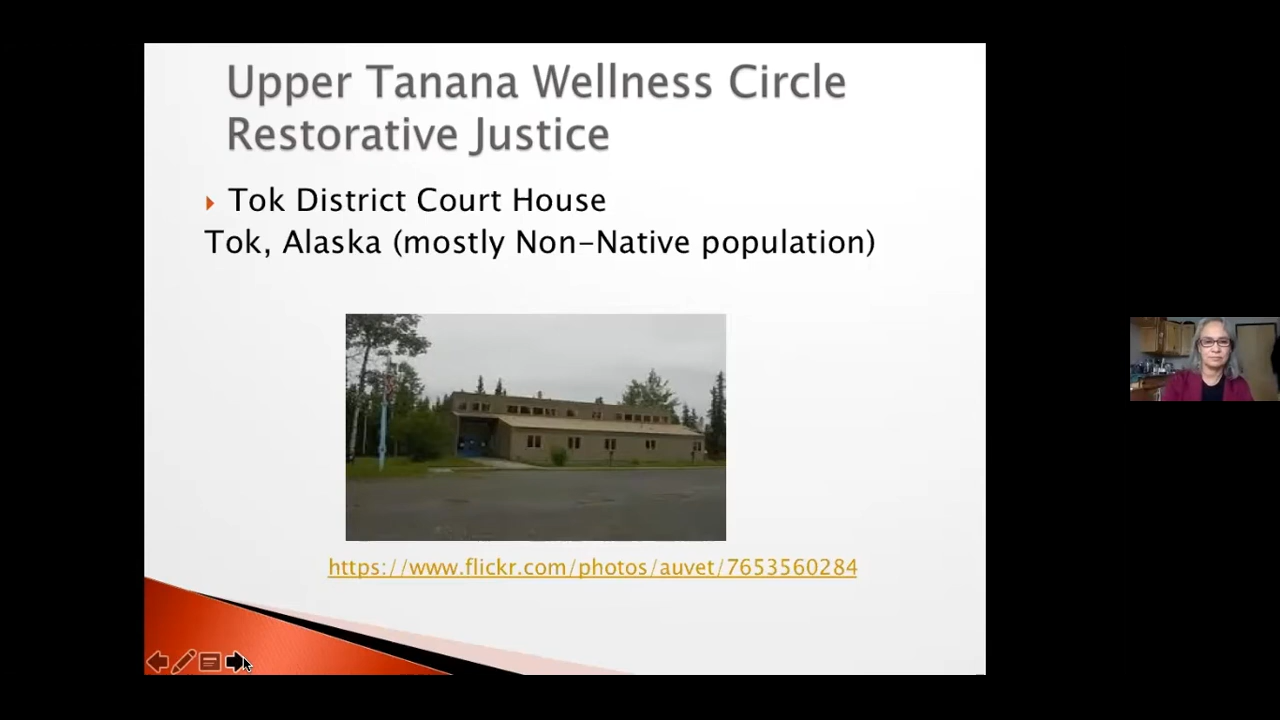 Upper Tanana Wellness Circle
Restorative Justice
Tok District Court House
Tok, Alaska (mostly Non-Native population)
https://www.flickr.com/photos/auvet/7653560284